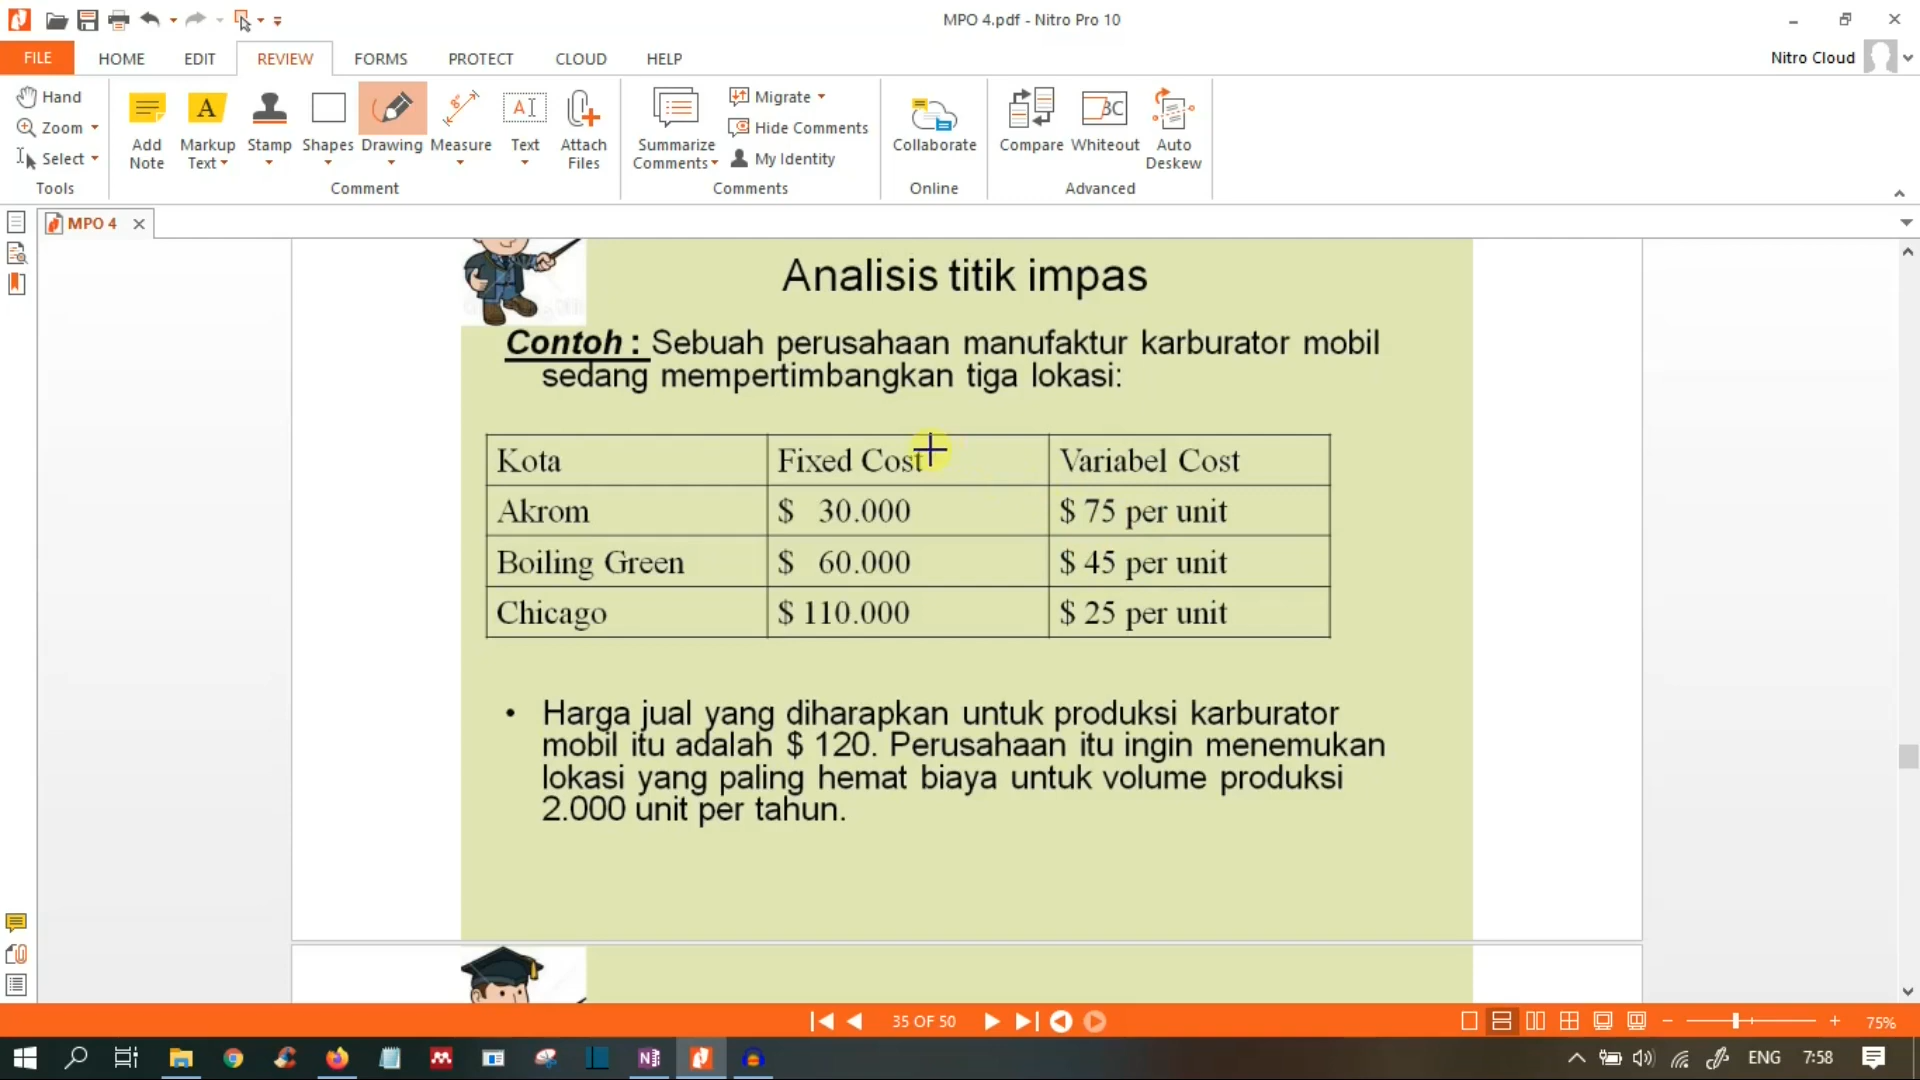 MPO 4.pdf - Nitro Pro 10
FILE
HOME
EDIT
REVIEW
FORMS
PROTECT
CLOUD
HELP
Nitro Cloud
Hand
Zoom
Select
Tools
Add Note
Markup Text
Stamp
Shapes
Drawing
Measure
Text
Attach Files
Comment
Summarize Comments
Migrate
Hide Comments
My Identity
Comments
Collaborate
Online
Compare
Whiteout
Auto Deskew
Advanced
MPO 4
Analisis titik impas
Contoh : Sebuah perusahaan manufaktur karburator mobil
sedang mempertimbangkan tiga lokasi:
Kota Fixed Cost Variabel Cost
Akrom $ 30.000 $ 75 per unit
Boiling Green $ 60.000 $ 45 per unit
Chicago $ 110.000 $ 25 per unit
• Harga jual yang diharapkan untuk produksi karburator
mobil itu adalah $ 120. Perusahaan itu ingin menemukan
lokasi yang paling hemat biaya untuk volume produksi
2.000 unit per tahun.
35 OF 50
75%
ENG
7:58